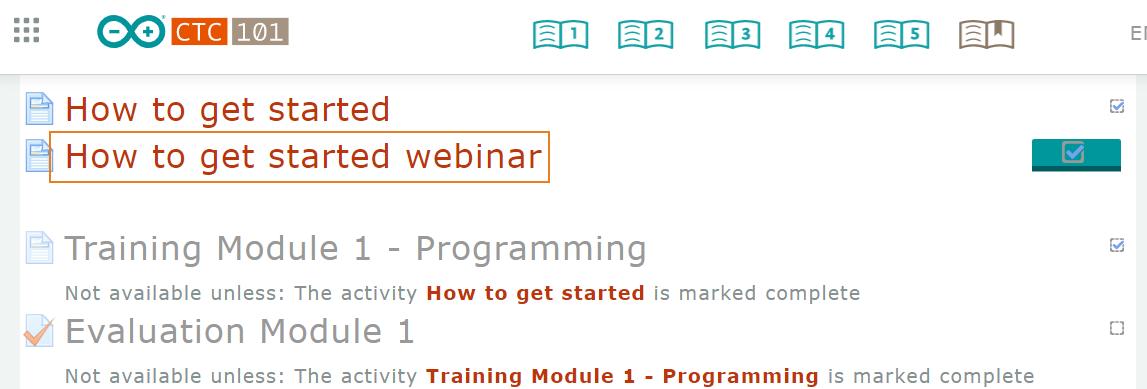 CTC 101
1 2 3 4 5
How to get started
How to get started webinar
Training Module 1 - Programming
Not available unless: The activity How to get started is marked complete
Evaluation Module 1
Not available unless: The activity Training Module 1 - Programming is marked complete